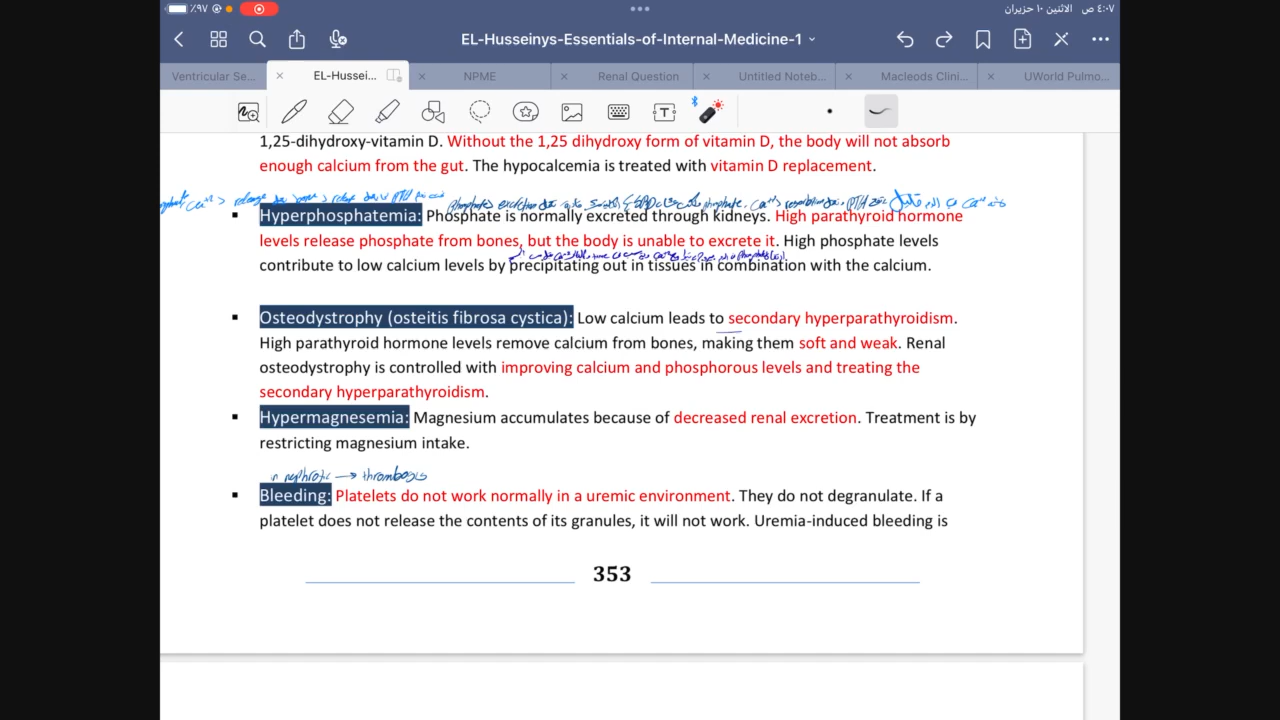 ٪٩٧ ٤:٠٧ ص الاثنين ١٠ حزيران
EL-Husseinys-Essentials-of-Internal-Medicine-1
Ventricular Se... EL-Hussei... NPME Renal Question Untitled Noteb... Macleods Clini... UWorld Pulmo...
1,25-dihydroxy-vitamin D. Without the 1,25 dihydroxy form of vitamin D, the body will not absorb
enough calcium from the gut. The hypocalcemia is treated with vitamin D replacement.
▪ Hyperphosphatemia: Phosphate is normally excreted through kidneys. High parathyroid hormone
levels release phosphate from bones, but the body is unable to excrete it. High phosphate levels
contribute to low calcium levels by precipitating out in tissues in combination with the calcium.
▪ Osteodystrophy (osteitis fibrosa cystica): Low calcium leads to secondary hyperparathyroidism.
High parathyroid hormone levels remove calcium from bones, making them soft and weak. Renal
osteodystrophy is controlled with improving calcium and phosphorous levels and treating the
secondary hyperparathyroidism.
▪ Hypermagnesemia: Magnesium accumulates because of decreased renal excretion. Treatment is by
restricting magnesium intake.
in nephrotic → thrombosis
▪ Bleeding: Platelets do not work normally in a uremic environment. They do not degranulate. If a
platelet does not release the contents of its granules, it will not work. Uremia-induced bleeding is
353